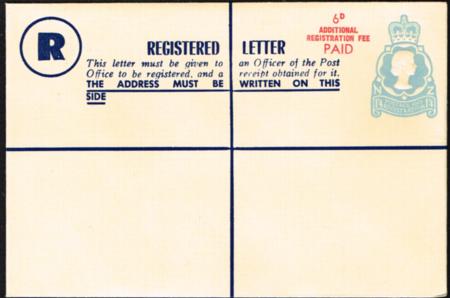 6D
ADDITIONAL
REGISTRATION FEE
PAID
R
REGISTERED LETTER
This letter must be given to an Officer of the Post
Office to be registered, and a receipt obtained for it.
THE ADDRESS MUST BE WRITTEN ON THIS
SIDE
N Z